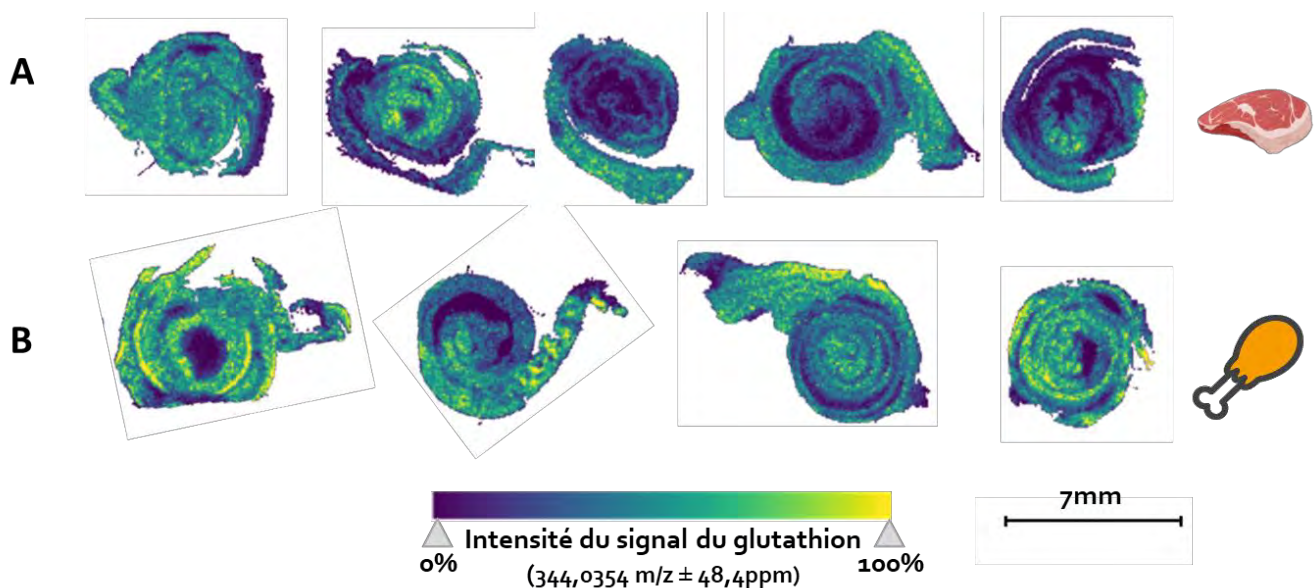 A
B
7mm
Intensité du signal du glutathion
0%
100%
(344,0354 m/z ± 48,4ppm)